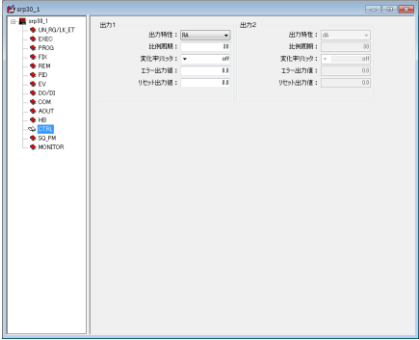 srp30_1
srp30_1
UN_RG/LK_ET
EXEC
PROG
FIX
REM
PID
EV
DO/DI
COM
AOUT
HB
CTRL
SQ_PM
MONITOR
出力1
出力特性： RA
比例周期： 30
変化率リミッタ： off
エラー出力値： 0.0
リセット出力値： 0.0
出力2
出力特性： dA
比例周期： 30
変化率リミッタ： off
エラー出力値： 0.0
リセット出力値： 0.0